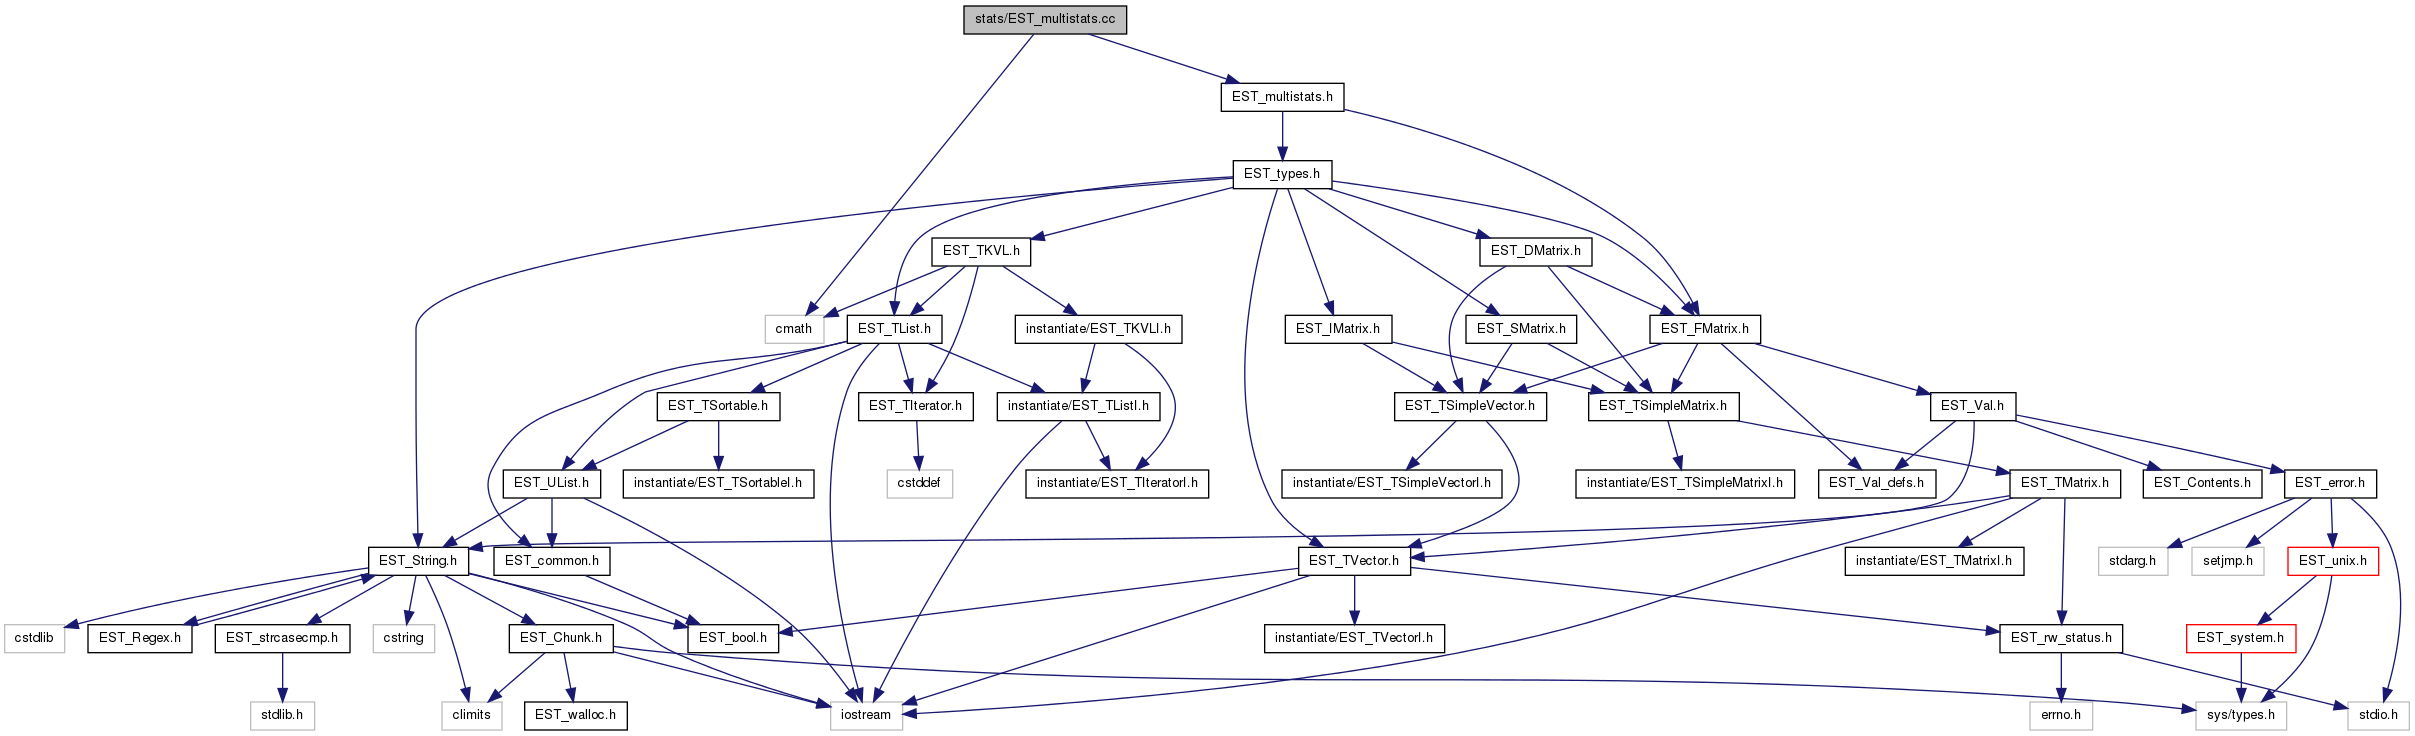 stats/EST_multistats.cc
EST_multistats.h
EST_types.h
EST_TKVL.h
EST_DMatrix.h
cmath
EST_TList.h
instantiate/EST_TKVLI.h
EST_IMatrix.h
EST_SMatrix.h
EST_FMatrix.h
EST_TSortable.h
EST_TIterator.h
instantiate/EST_TListI.h
EST_TSimpleVector.h
EST_TSimpleMatrix.h
EST_Val.h
EST_UList.h
instantiate/EST_TSortableI.h
cstddef
instantiate/EST_TIteratorI.h
instantiate/EST_TSimpleVectorI.h
instantiate/EST_TSimpleMatrixI.h
EST_Val_defs.h
EST_TMatrix.h
EST_Contents.h
EST_error.h
EST_String.h
EST_common.h
EST_TVector.h
instantiate/EST_TMatrixI.h
stdarg.h
setjmp.h
EST_unix.h
cstdlib
EST_Regex.h
EST_strcasecmp.h
cstring
EST_Chunk.h
EST_bool.h
instantiate/EST_TVectorI.h
EST_rw_status.h
EST_system.h
stdlib.h
climits
EST_walloc.h
iostream
errno.h
sys/types.h
stdio.h